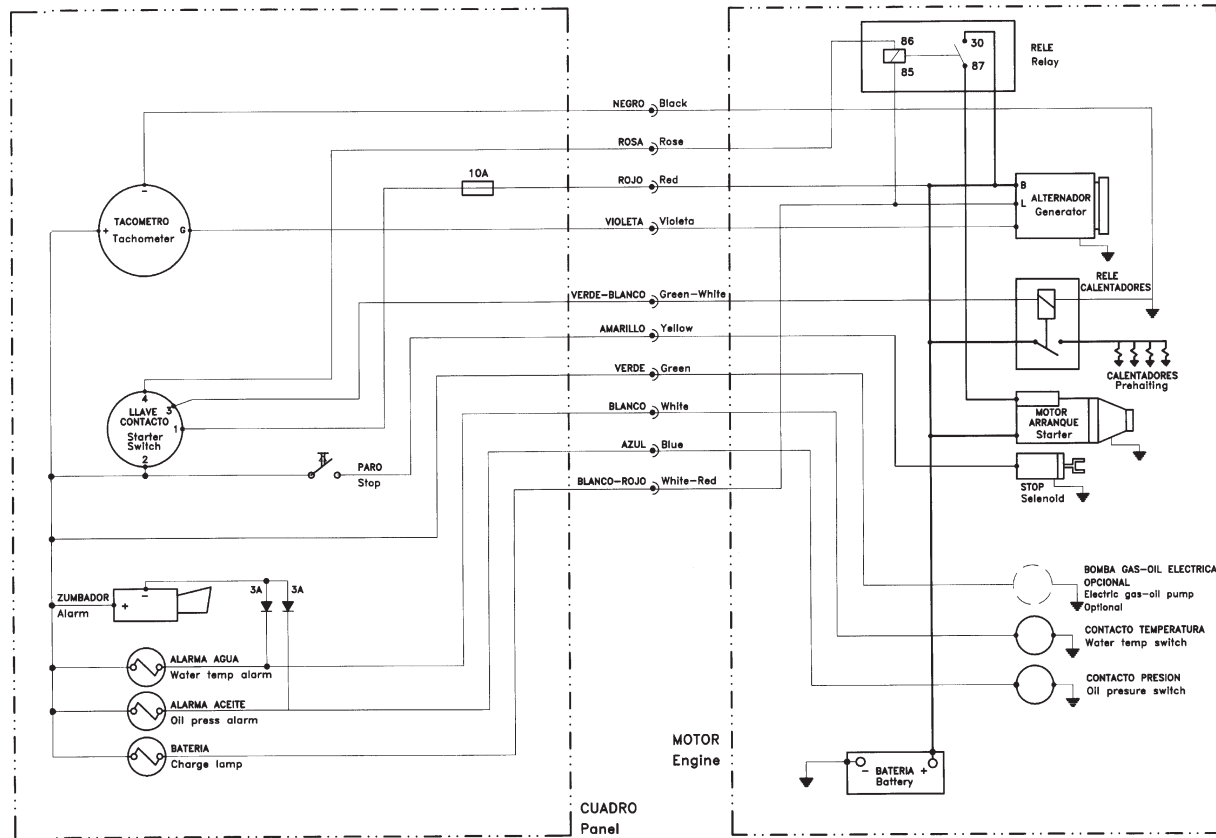 86
85
30
87
RELE
Relay
NEGRO Black
ROSA Rose
10A
ROJO Red
VIOLETA Violeta
-
TACOMETRO
+ G
Tachometer
B
L
ALTERNADOR
Generator
RELE
CALENTADORES
VERDE-BLANCO Green-White
AMARILLO Yellow
VERDE Green
BLANCO White
AZUL Blue
BLANCO-ROJO White-Red
4
LLAVE 3
CONTACTO 1
Starter
Switch
2
PARO
Stop
CALENTADORES
Prehaiting
MOTOR
ARRANQUE
Starter
STOP
Selenoid
ZUMBADOR
Alarm
+ -
3A 3A
ALARMA AGUA
Water temp alarm
ALARMA ACEITE
Oil press alarm
BATERIA
Charge lamp
BOMBA GAS-OIL ELECTRICA
OPCIONAL
Electric gas-oil pump
Optional
CONTACTO TEMPERATURA
Water temp switch
CONTACTO PRESION
Oil presure switch
MOTOR
Engine
- BATERIA +
Battery
CUADRO
Panel